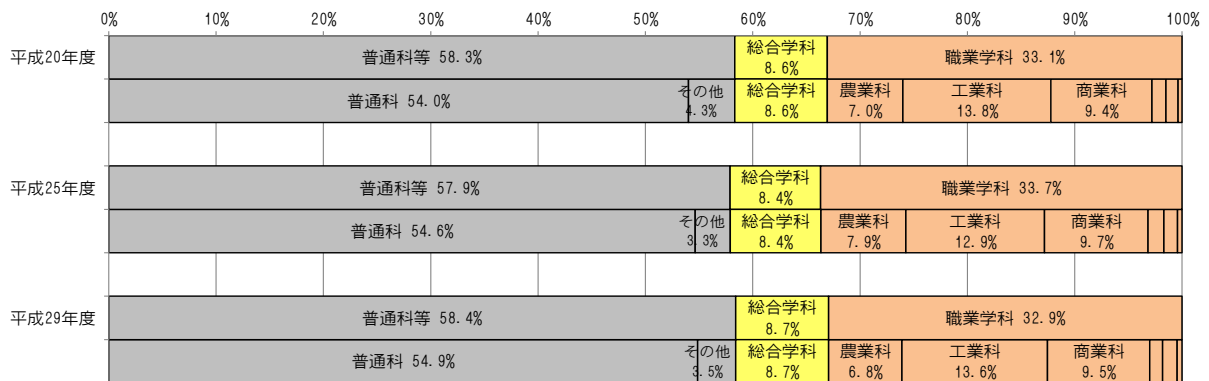 0% 10% 20% 30% 40% 50% 60% 70% 80% 90% 100%
平成20年度
普通科等 58.3%
総合学科
8.6%
職業学科 33.1%
普通科 54.0%
その他
4.3%
総合学科
8.6%
農業科
7.0%
工業科
13.8%
商業科
9.4%
平成25年度
普通科等 57.9%
総合学科
8.4%
職業学科 33.7%
普通科 54.6%
その他
3.3%
総合学科
8.4%
農業科
7.9%
工業科
12.9%
商業科
9.7%
平成29年度
普通科等 58.4%
総合学科
8.7%
職業学科 32.9%
普通科 54.9%
その他
3.5%
総合学科
8.7%
農業科
6.8%
工業科
13.6%
商業科
9.5%